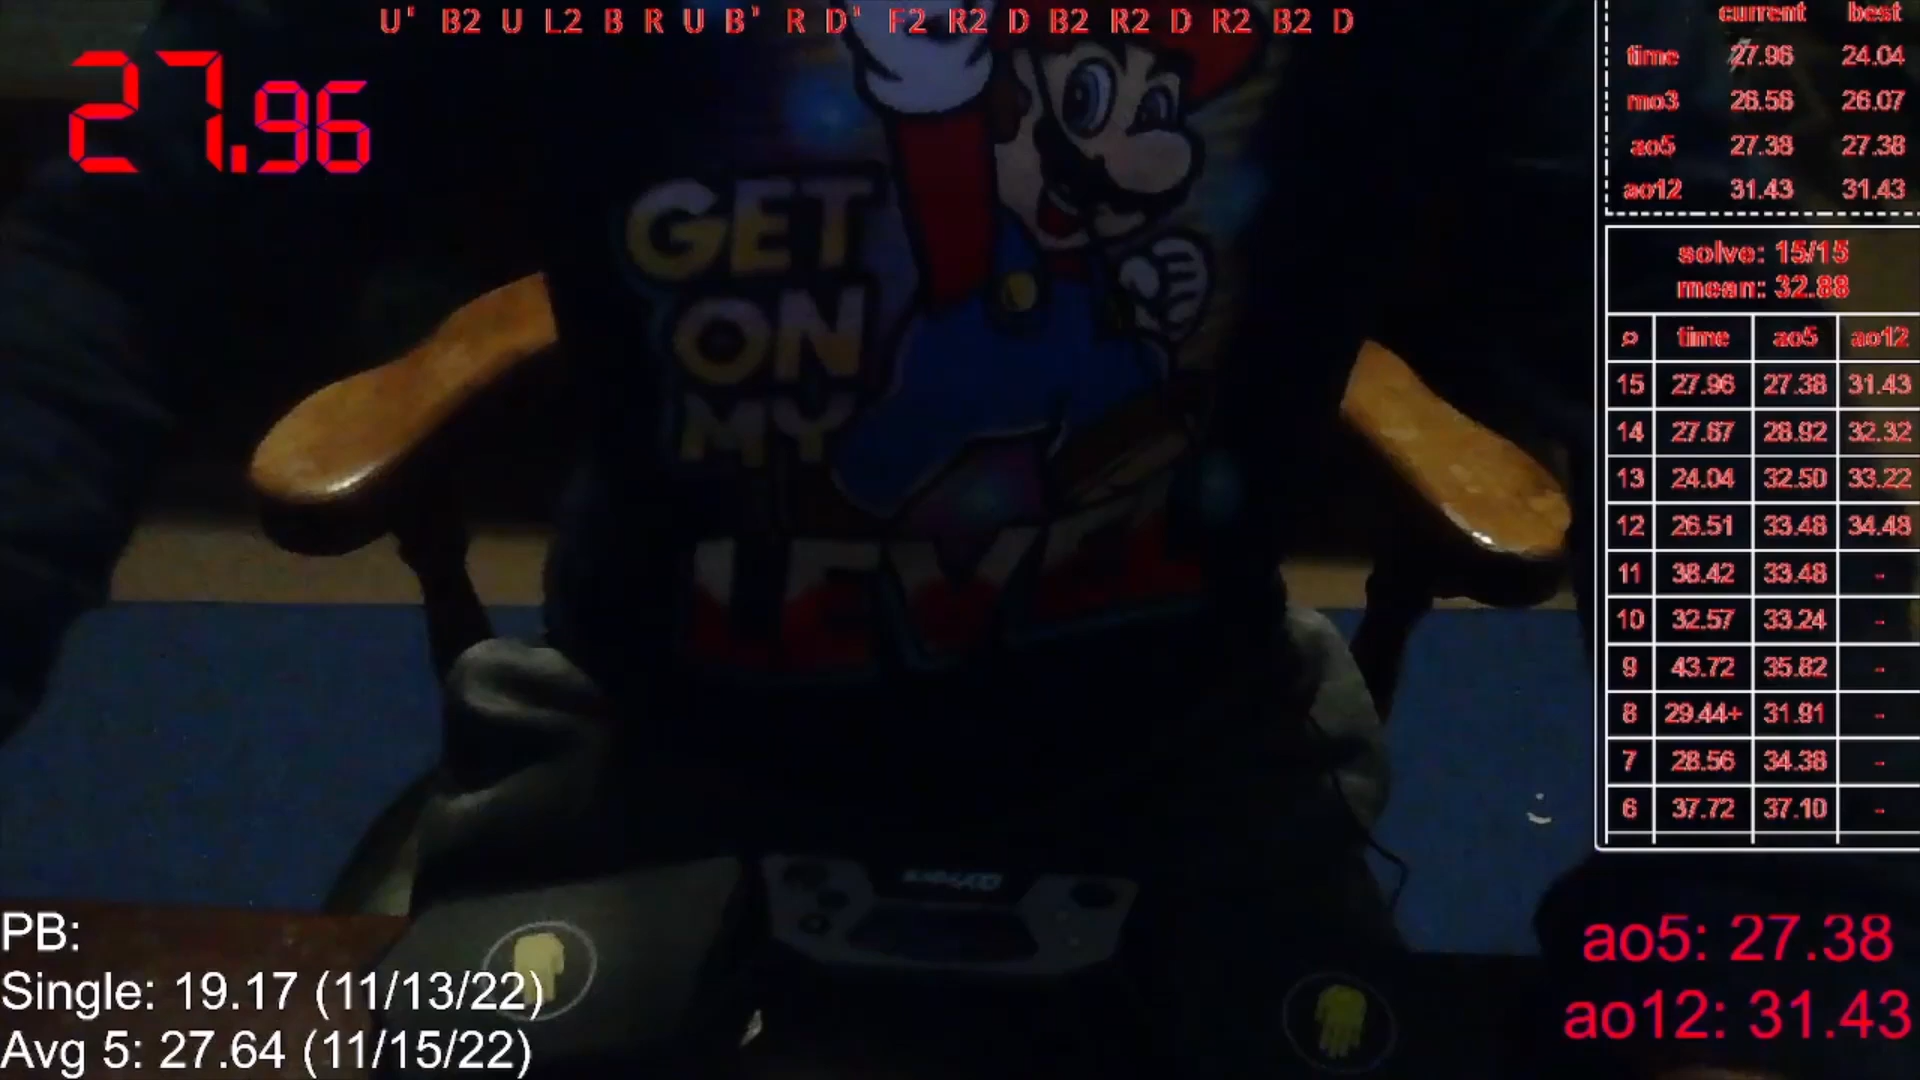 U' B2 U L2 B R U B' R D' F2 R2 D B2 R2 D R2 B2 D
27.96
current best
time 27.96 24.04
mo3 26.56 26.07
ao5 27.38 27.38
ao12 31.43 31.43
solve: 15/15
mean: 32.88
time ao5 ao12
15 27.96 27.38 31.43
14 27.67 28.92 32.32
13 24.04 32.50 33.22
12 26.51 33.48 34.48
11 38.42 33.48 -
10 32.57 33.24 -
9 43.72 35.82 -
8 29.44+ 31.91 -
7 28.56 34.38 -
6 37.72 37.10 -
GET
ON
MY
LEVEL
PB:
Single: 19.17 (11/13/22)
Avg 5: 27.64 (11/15/22)
ao5: 27.38
ao12: 31.43